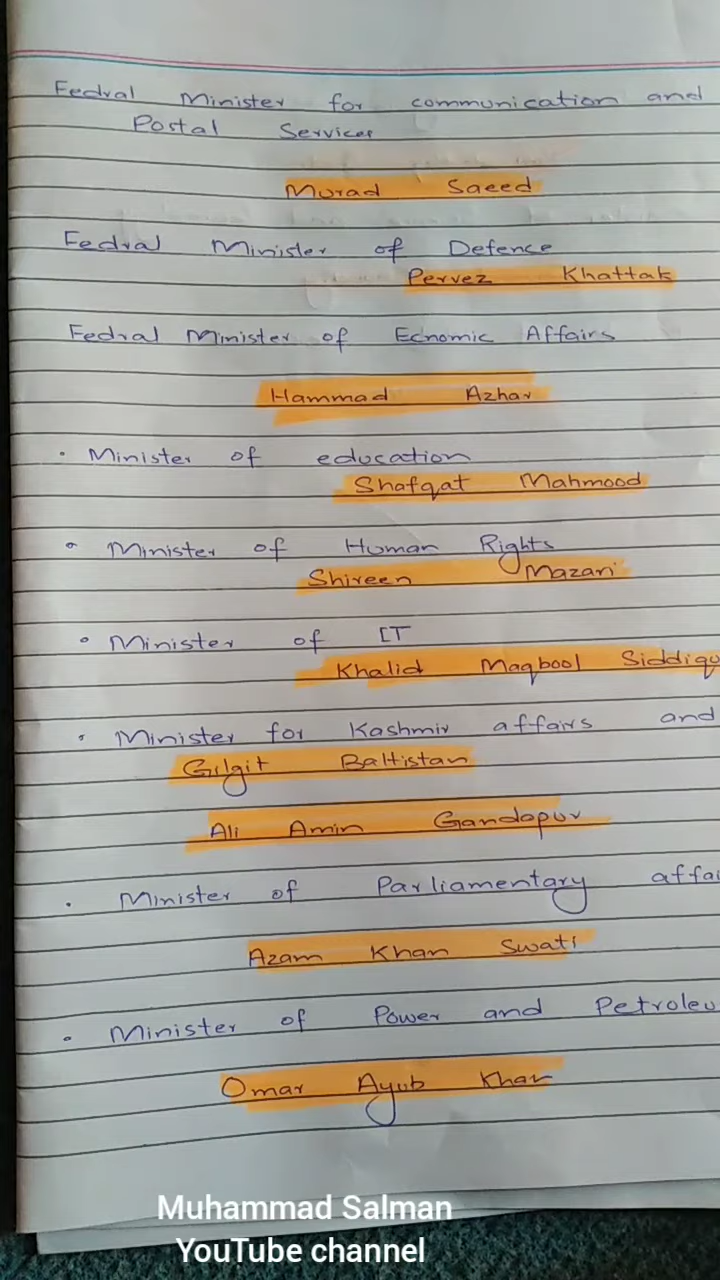 Fedral Minister for communication and
Postal Services
Murad Saeed
Fedral Minister of Defence
Pervez Khattak
Fedral Minister of Ecnomic Affairs
Hammad Azhar
• Minister of education
Shafqat Mahmood
• Minister of Human Rights
Shireen Mazari
• Minister of IT
Khalid Maqbool Siddiqu
• Minister for Kashmir affairs and
Gilgit Baltistan
Ali Amin Gandapur
• Minister of Parliamentary affai
Azam Khan Swati
• Minister of Power and Petroleu
Omar Ayub Khan
Muhammad Salman
YouTube channel